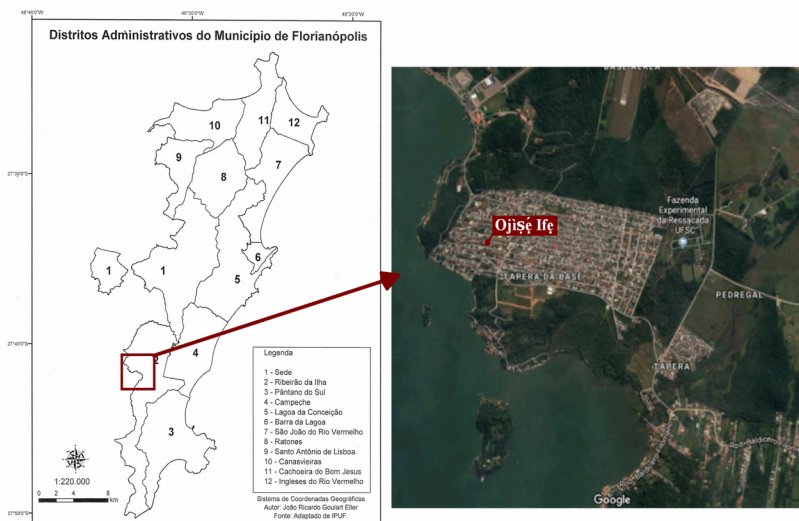 48°40'0"W
48°30'0"W
48°20'0"W
Distritos Administrativos do Município de Florianópolis
10
11
12
9
8
7
27°30'0"S
6
1
1
5
27°40'0"S
2
4
3
27°50'0"S
Legenda
1 - Sede
2 - Ribeirão da Ilha
3 - Pântano do Sul
4 - Campeche
5 - Lagoa da Conceição
6 - Barra da Lagoa
7 - São João do Rio Vermelho
8 - Ratones
9 - Santo Antônio de Lisboa
10 - Canasvieiras
11 - Cachoeira do Bom Jesus
12 - Ingleses do Rio Vermelho
1:220.000
0 2 4 8
km
Sistema de Coordenadas Geográficas
Autor: João Ricardo Goulart Eller
Fonte: Adaptado de IPUF.
BASE AEREA
Fazenda
Experimental
da Ressacada
UFSC
Ojìṣẹ́ Ifẹ
TAPERA DA BASE
PEDREGAL
TAPERA
Google